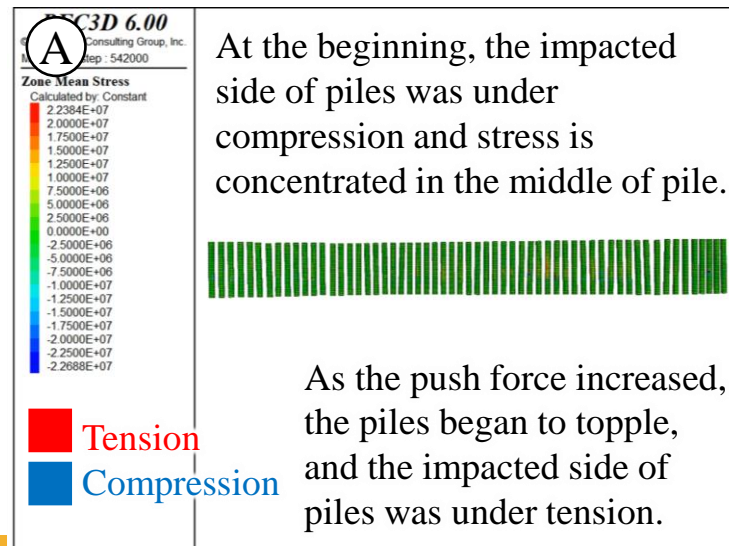 3D 6.00
A
Consulting Group, Inc.
step : 542000
Zone Mean Stress
Calculated by: Constant
2.2384E+07
2.0000E+07
1.7500E+07
1.5000E+07
1.2500E+07
1.0000E+07
7.5000E+06
5.0000E+06
2.5000E+06
0.0000E+00
-2.5000E+06
-5.0000E+06
-7.5000E+06
-1.0000E+07
-1.2500E+07
-1.5000E+07
-1.7500E+07
-2.0000E+07
-2.2500E+07
-2.2688E+07
Tension
Compression
At the beginning, the impacted
side of piles was under
compression and stress is
concentrated in the middle of pile.
As the push force increased,
the piles began to topple,
and the impacted side of
piles was under tension.